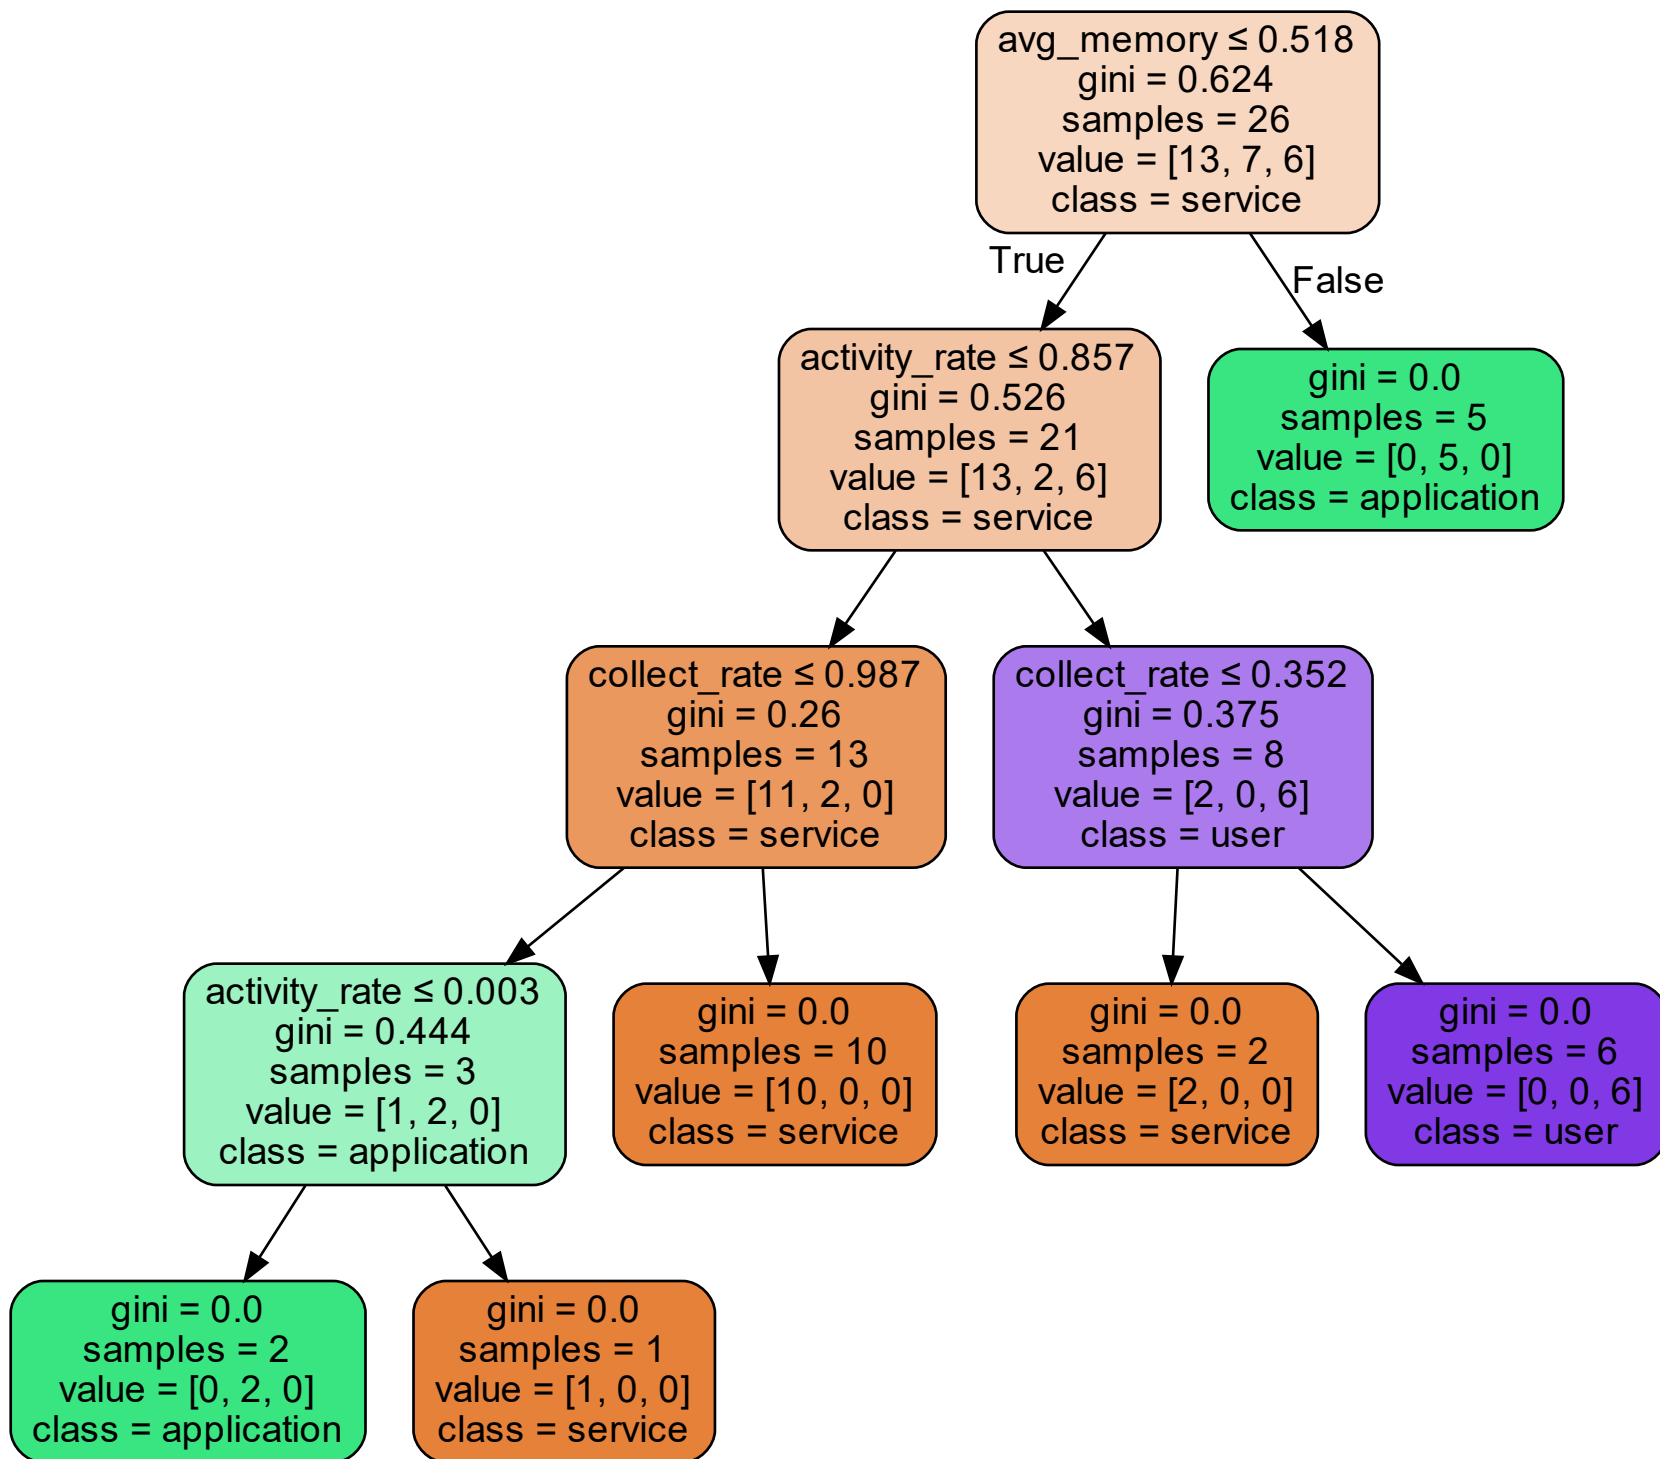 avg_memory ≤ 0.518
gini = 0.624
samples = 26
value = [13, 7, 6]
class = service
True
False
activity_rate ≤ 0.857
gini = 0.526
samples = 21
value = [13, 2, 6]
class = service
gini = 0.0
samples = 5
value = [0, 5, 0]
class = application
collect_rate ≤ 0.987
gini = 0.26
samples = 13
value = [11, 2, 0]
class = service
collect_rate ≤ 0.352
gini = 0.375
samples = 8
value = [2, 0, 6]
class = user
activity_rate ≤ 0.003
gini = 0.444
samples = 3
value = [1, 2, 0]
class = application
gini = 0.0
samples = 10
value = [10, 0, 0]
class = service
gini = 0.0
samples = 2
value = [2, 0, 0]
class = service
gini = 0.0
samples = 6
value = [0, 0, 6]
class = user
gini = 0.0
samples = 2
value = [0, 2, 0]
class = application
gini = 0.0
samples = 1
value = [1, 0, 0]
class = service